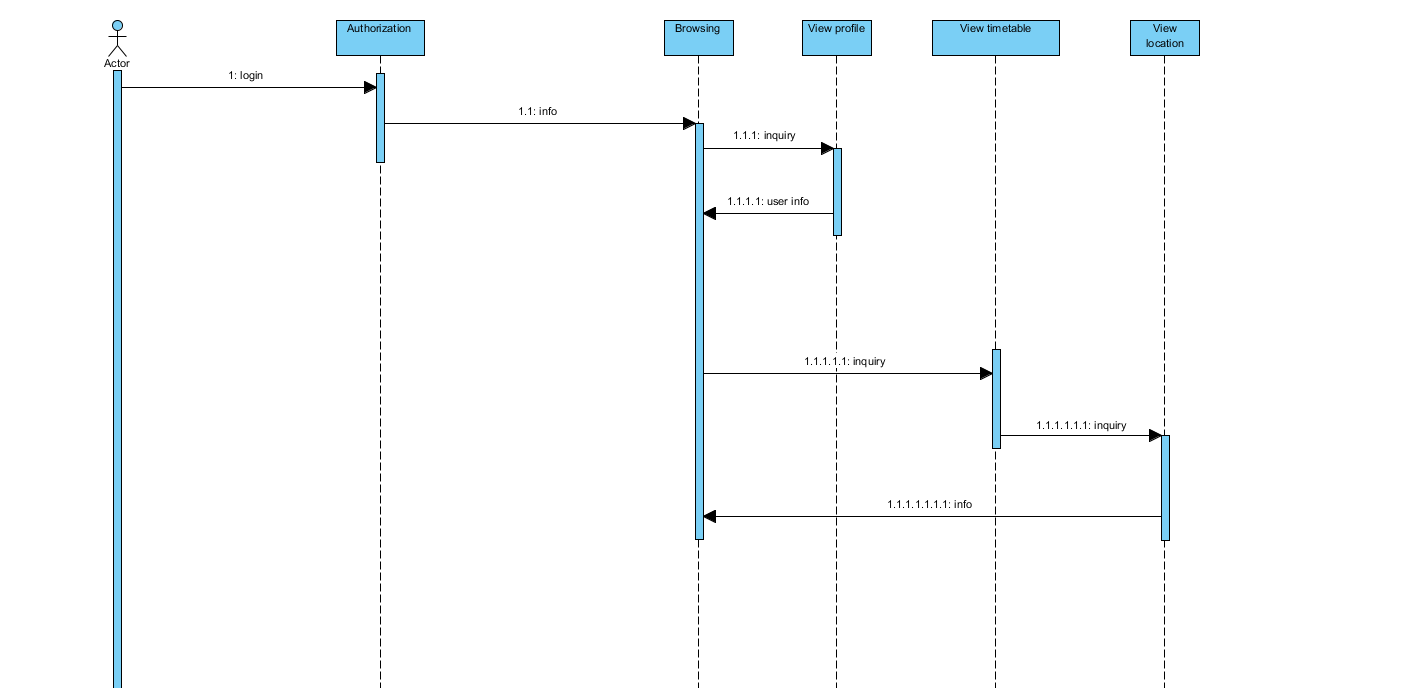 Actor
Authorization
Browsing
View profile
View timetable
View
location
1: login
1.1: info
1.1.1: inquiry
1.1.1.1: user info
1.1.1.1.1: inquiry
1.1.1.1.1.1: inquiry
1.1.1.1.1.1.1: info